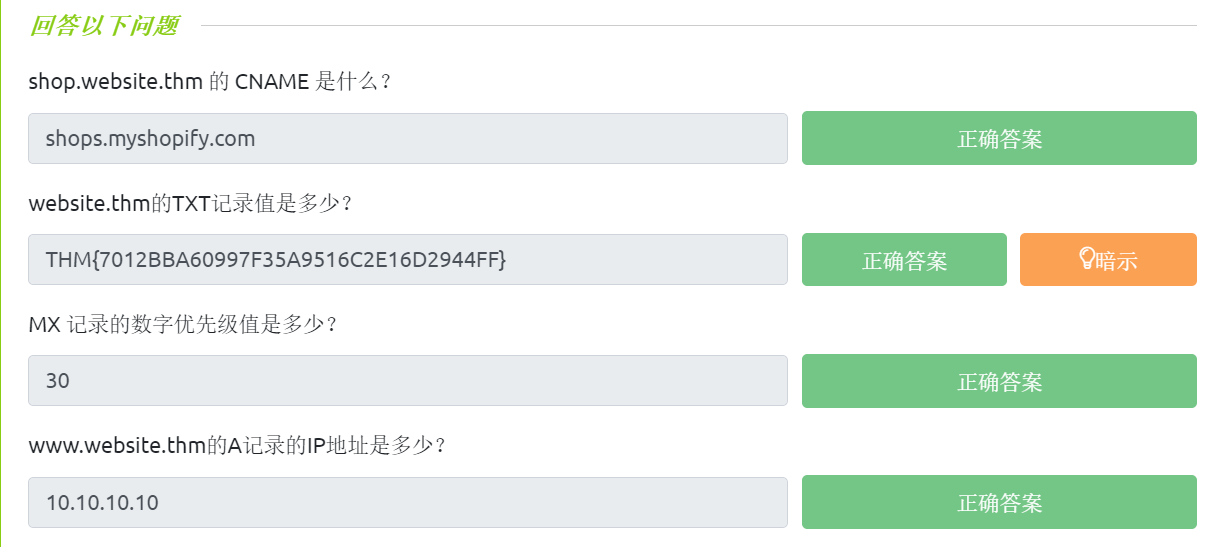 回答以下问题
shop.website.thm 的 CNAME 是什么？
shops.myshopify.com
正确答案
website.thm的TXT记录值是多少？
THM{7012BBA60997F35A9516C2E16D2944FF}
正确答案
暗示
MX 记录的数字优先级值是多少？
30
正确答案
www.website.thm的A记录的IP地址是多少？
10.10.10.10
正确答案